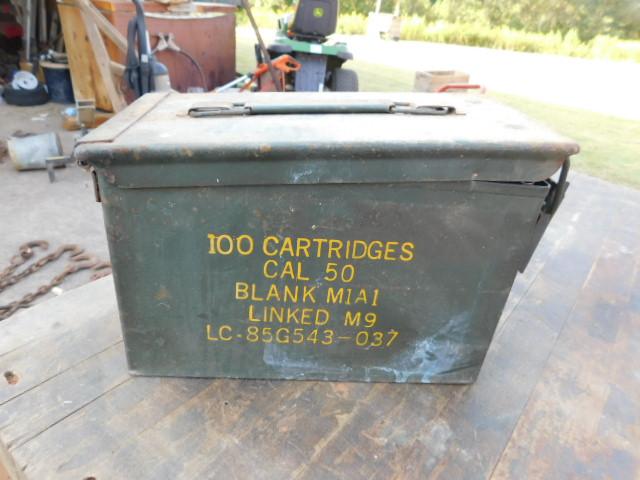 100 CARTRIDGES
CAL 50
BLANK M1A1
LINKED M9
LC-85G543-037